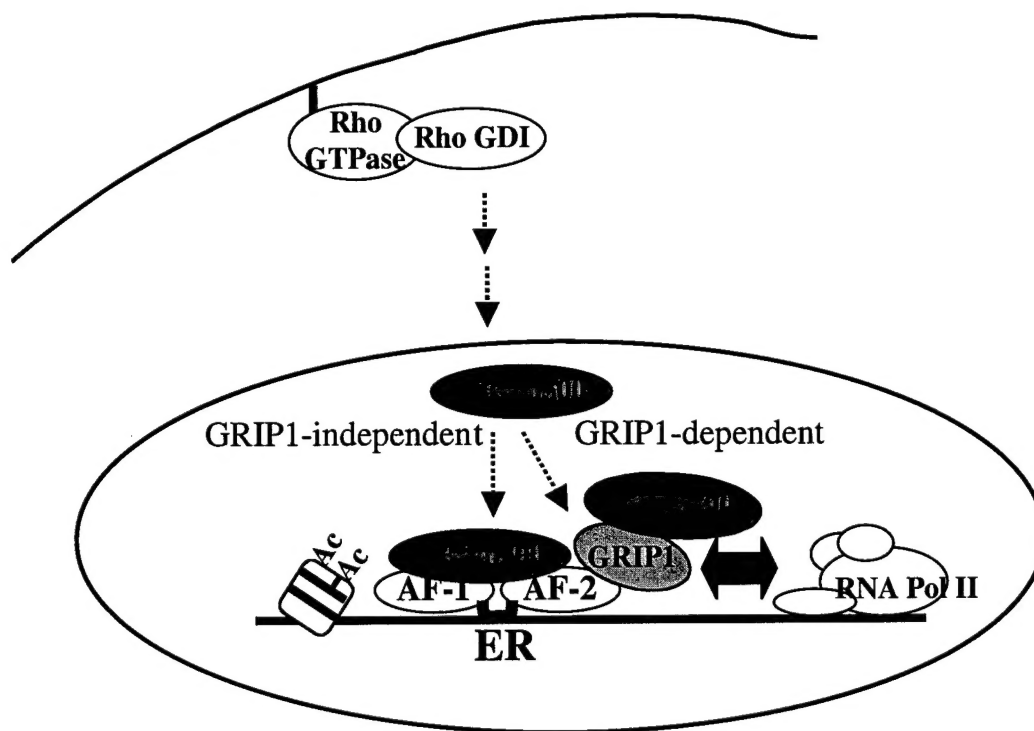 Rho
GTPase
Rho GDI
GRIP1-independent
GRIP1-dependent
Ac
Ac
GRIP1
AF-1
AF-2
RNA Pol II
ER